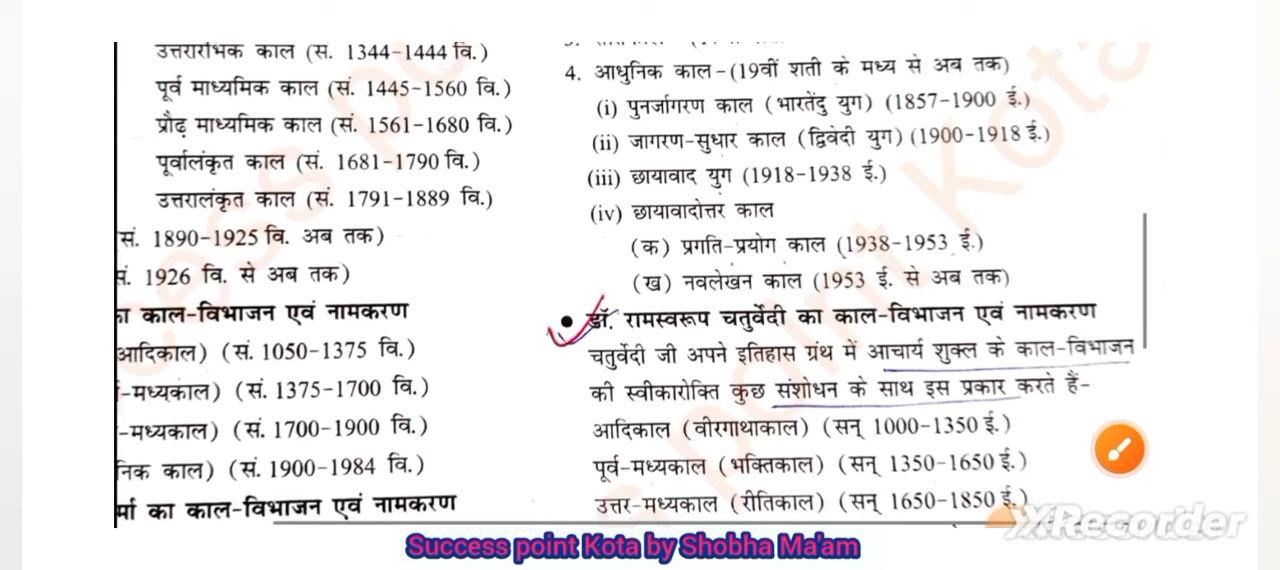 उत्तरारंभिक काल (सं. 1344-1444 वि.)
पूर्व माध्यमिक काल (सं. 1445-1560 वि.)
प्रौढ़ माध्यमिक काल (सं. 1561-1680 वि.)
पूर्वालंकृत काल (सं. 1681-1790 वि.)
उत्तरालंकृत काल (सं. 1791-1889 वि.)
सं. 1890-1925 वि. अब तक)
सं. 1926 वि. से अब तक)
का काल-विभाजन एवं नामकरण
आदिकाल) (सं. 1050-1375 वि.)
-मध्यकाल) (सं. 1375-1700 वि.)
-मध्यकाल) (सं. 1700-1900 वि.)
निक काल) (सं. 1900-1984 वि.)
र्मा का काल-विभाजन एवं नामकरण
4. आधुनिक काल-(19वीं शती के मध्य से अब तक)
(i) पुनर्जागरण काल (भारतेंदु युग) (1857-1900 ई.)
(ii) जागरण-सुधार काल (द्विवेदी युग) (1900-1918 ई.)
(iii) छायावाद युग (1918-1938 ई.)
(iv) छायावादोत्तर काल
(क) प्रगति-प्रयोग काल (1938-1953 ई.)
(ख) नवलेखन काल (1953 ई. से अब तक)
● डॉ. रामस्वरूप चतुर्वेदी का काल-विभाजन एवं नामकरण
चतुर्वेदी जी अपने इतिहास ग्रंथ में आचार्य शुक्ल के काल-विभाजन
की स्वीकारोक्ति कुछ संशोधन के साथ इस प्रकार करते हैं-
आदिकाल (वीरगाथाकाल) (सन् 1000-1350 ई.)
पूर्व-मध्यकाल (भक्तिकाल) (सन् 1350-1650 ई.)
उत्तर-मध्यकाल (रीतिकाल) (सन् 1650-1850 ई.)
XRecorder
Success point Kota by Shobha Ma'am